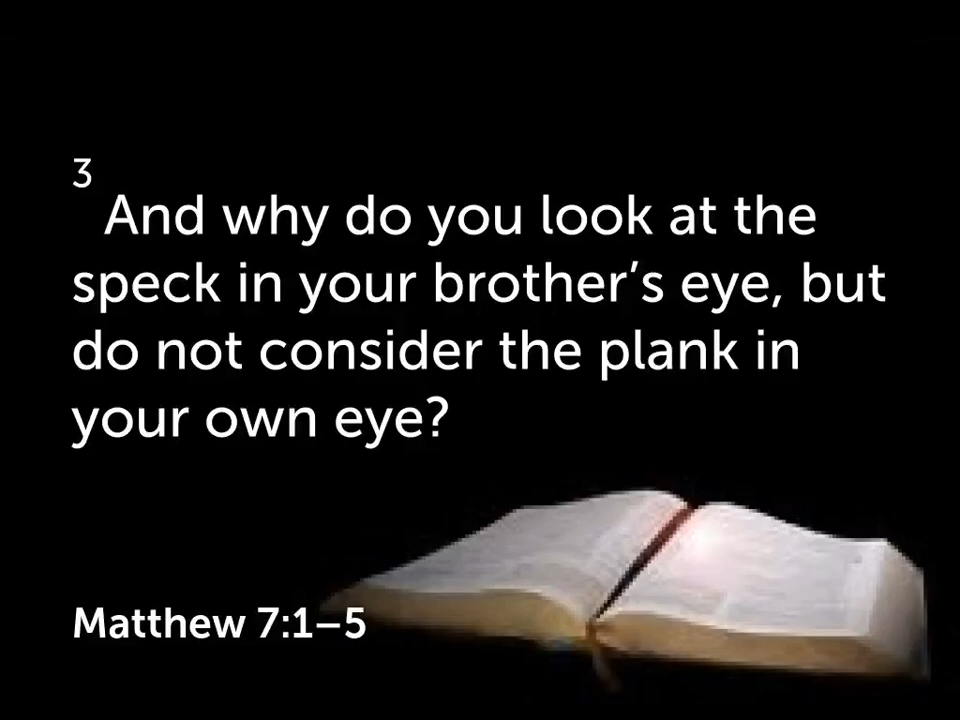 3
And why do you look at the
speck in your brother’s eye, but
do not consider the plank in
your own eye?
Matthew 7:1–5